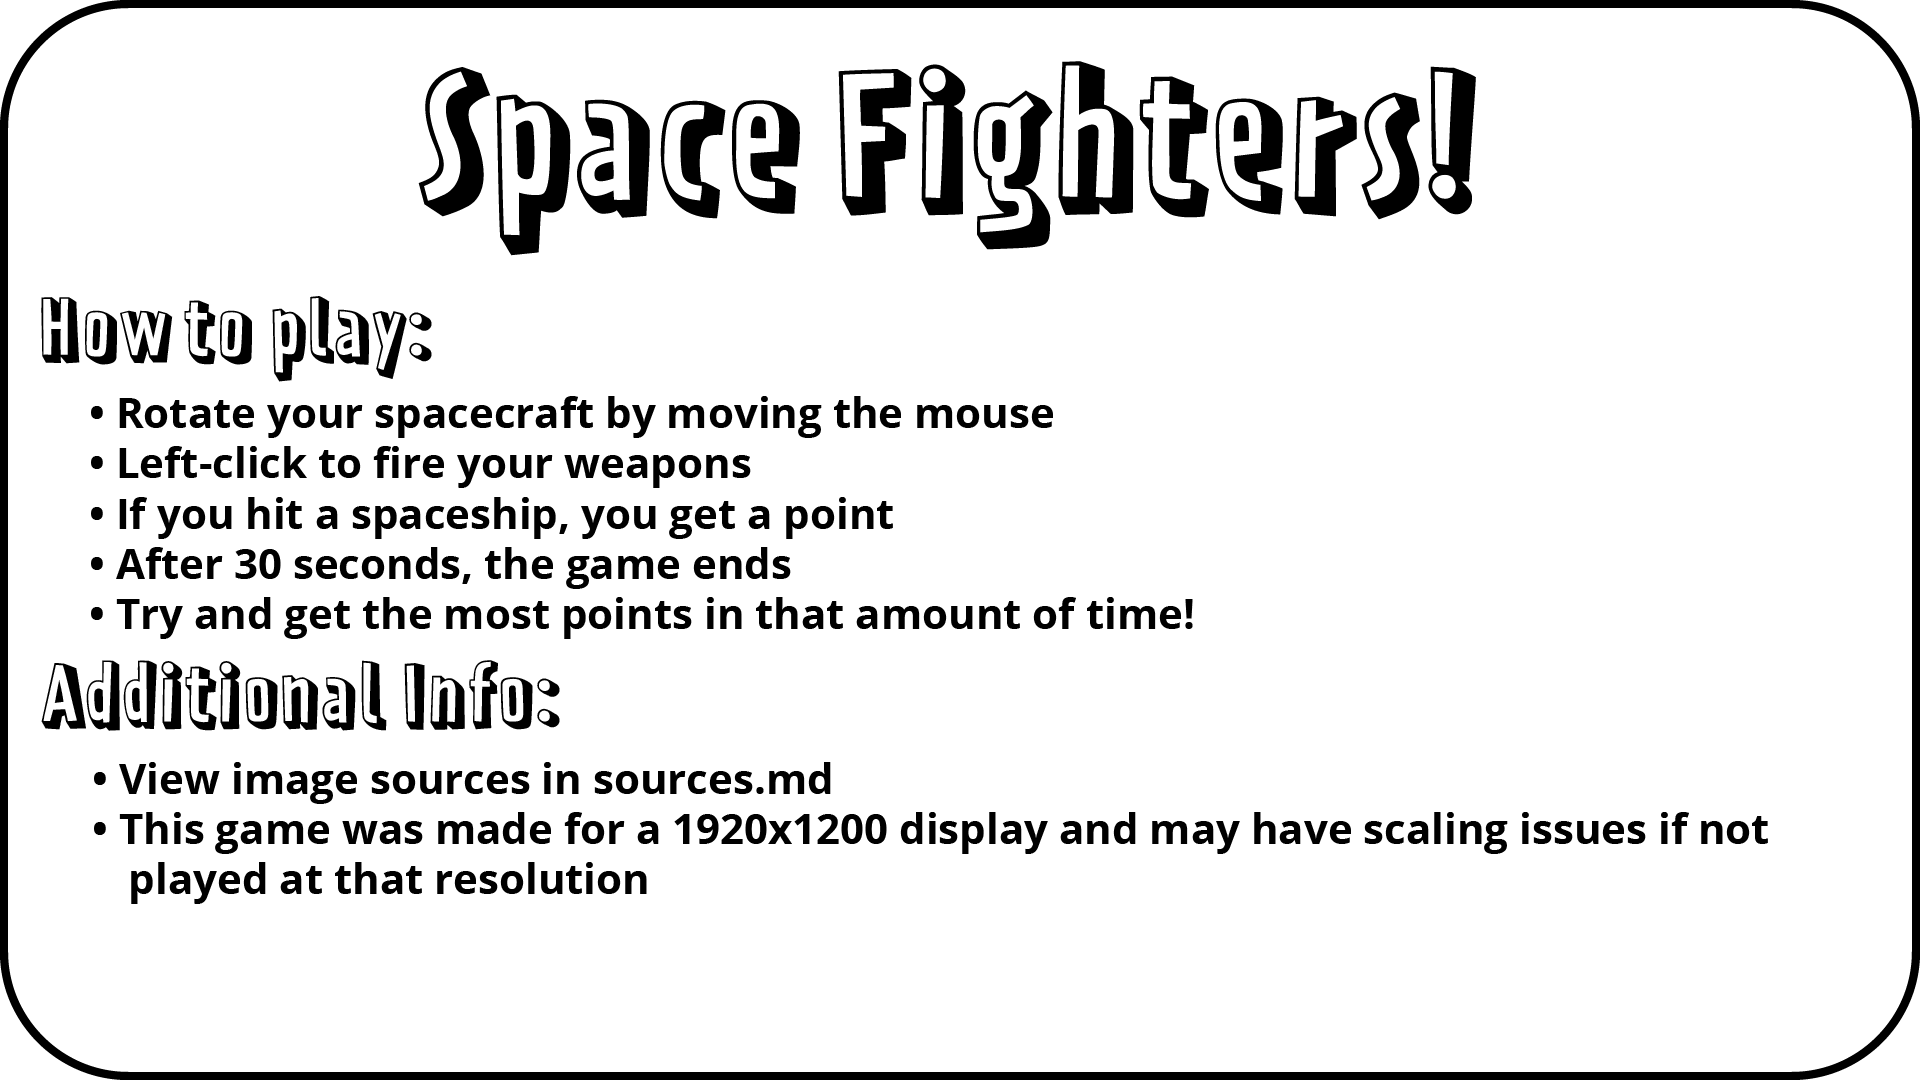 Space Fighters!
How to play:
• Rotate your spacecraft by moving the mouse
• Left-click to fire your weapons
• If you hit a spaceship, you get a point
• After 30 seconds, the game ends
• Try and get the most points in that amount of time!
Additional Info:
• View image sources in sources.md
• This game was made for a 1920x1200 display and may have scaling issues if not
played at that resolution